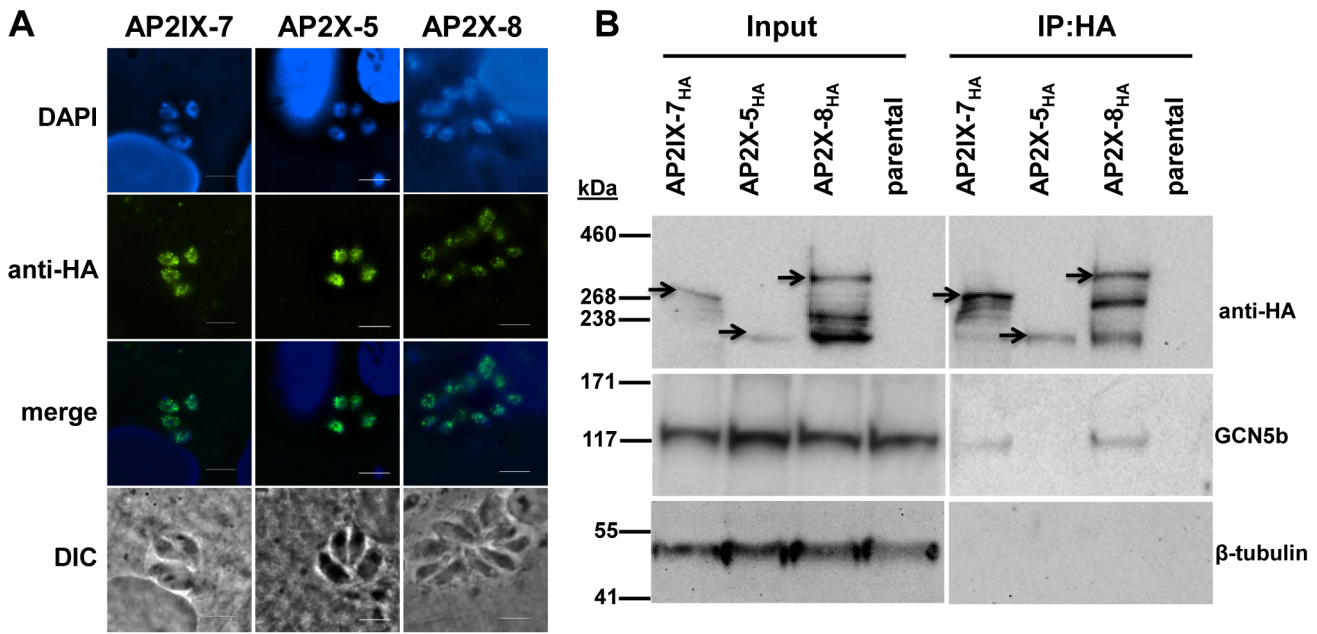 A
AP2IX-7 AP2X-5 AP2X-8
DAPI
anti-HA
merge
DIC
B
Input IP:HA
AP2IX-7HA
AP2X-5HA
AP2X-8HA
parental
AP2IX-7HA
AP2X-5HA
AP2X-8HA
parental
kDa
460
268
238
anti-HA
171
117
GCN5b
55
41
β-tubulin